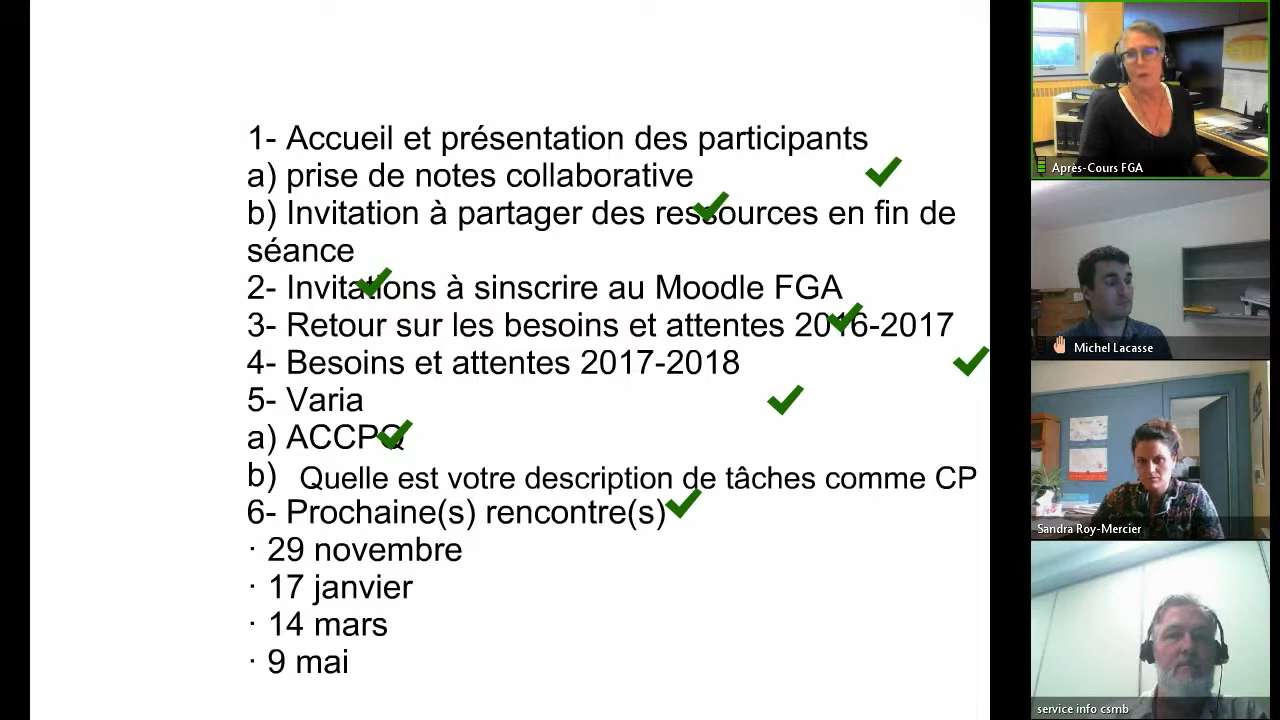 1- Accueil et présentation des participants
a) prise de notes collaborative
b) Invitation à partager des ressources en fin de
séance
2- Invitations à sinscrire au Moodle FGA
3- Retour sur les besoins et attentes 2016-2017
4- Besoins et attentes 2017-2018
5- Varia
a) ACCPQ
b) Quelle est votre description de tâches comme CP
6- Prochaine(s) rencontre(s)
· 29 novembre
· 17 janvier
· 14 mars
· 9 mai
Après-Cours FGA
Michel Lacasse
Sandra Roy-Mercier
service info csmb